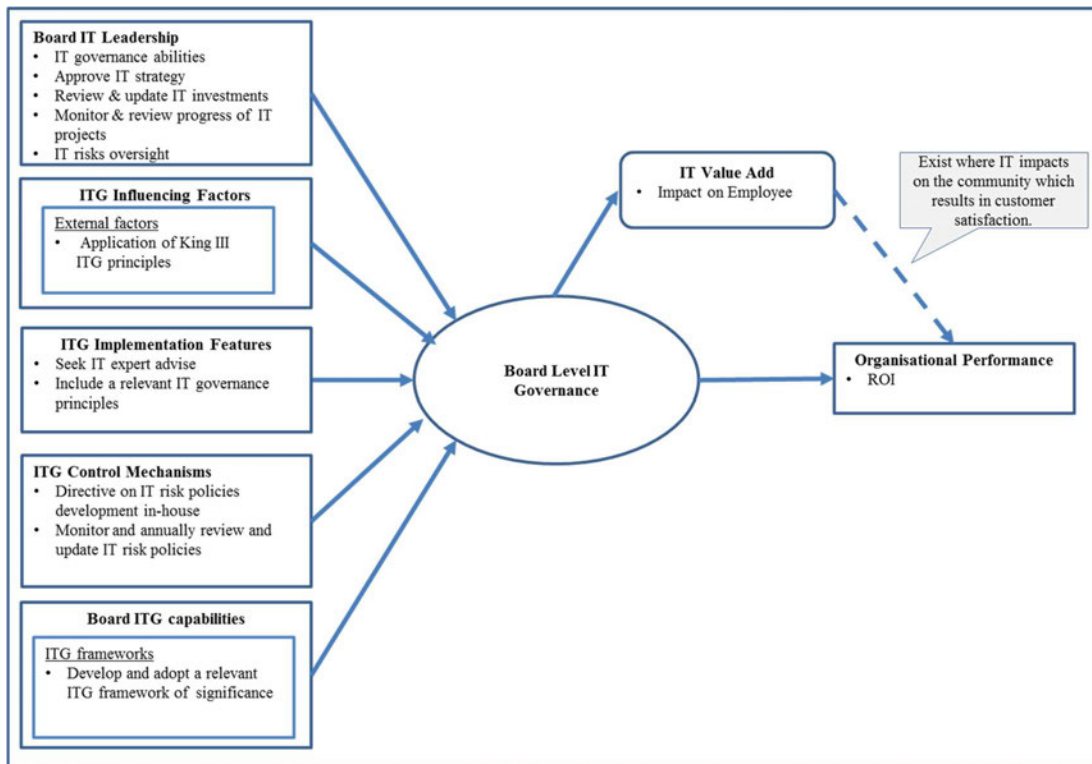 Board IT Leadership
• IT governance abilities
• Approve IT strategy
• Review & update IT investments
• Monitor & review progress of IT
projects
• IT risks oversight
ITG Influencing Factors
External factors
• Application of King III
ITG principles
ITG Implementation Features
• Seek IT expert advise
• Include a relevant IT governance
principles
ITG Control Mechanisms
• Directive on IT risk policies
development in-house
• Monitor and annually review and
update IT risk policies
Board ITG capabilities
ITG frameworks
• Develop and adopt a relevant
ITG framework of significance
Board Level IT
Governance
IT Value Add
• Impact on Employee
Exist where IT impacts
on the community which
results in customer
satisfaction.
Organisational Performance
• ROI